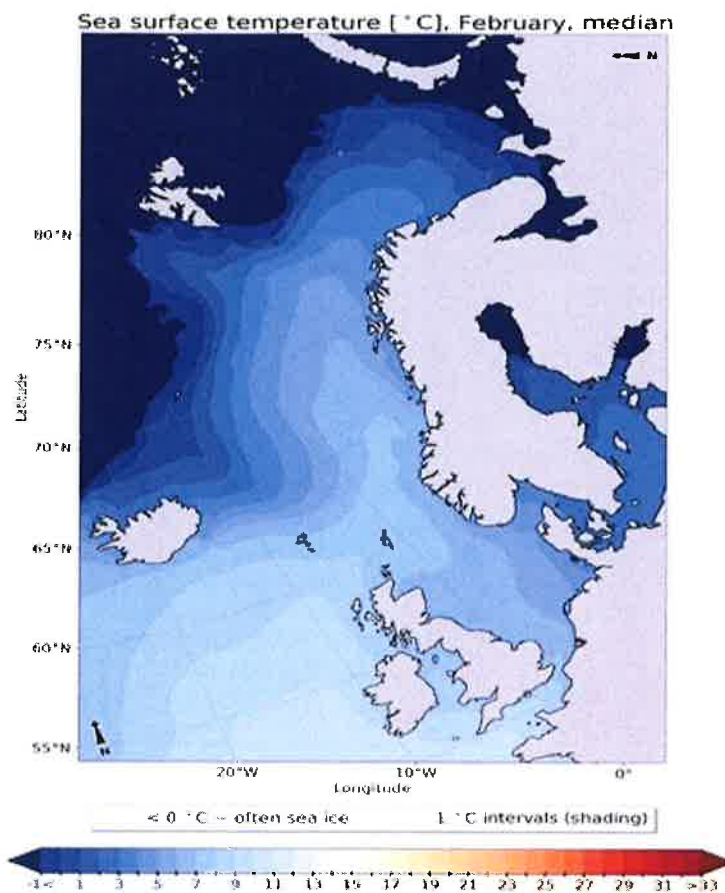 Sea surface temperature [°C], February, median
N
80°N
75°N
70°N
65°N
60°N
55°N
Latitude
N
20°W 10°W 0°
Longitude
< 0 °C – often sea ice 1 °C intervals (shading)
-1< 1 3 5 7 9 11 13 15 17 19 21 23 25 27 29 31 >33